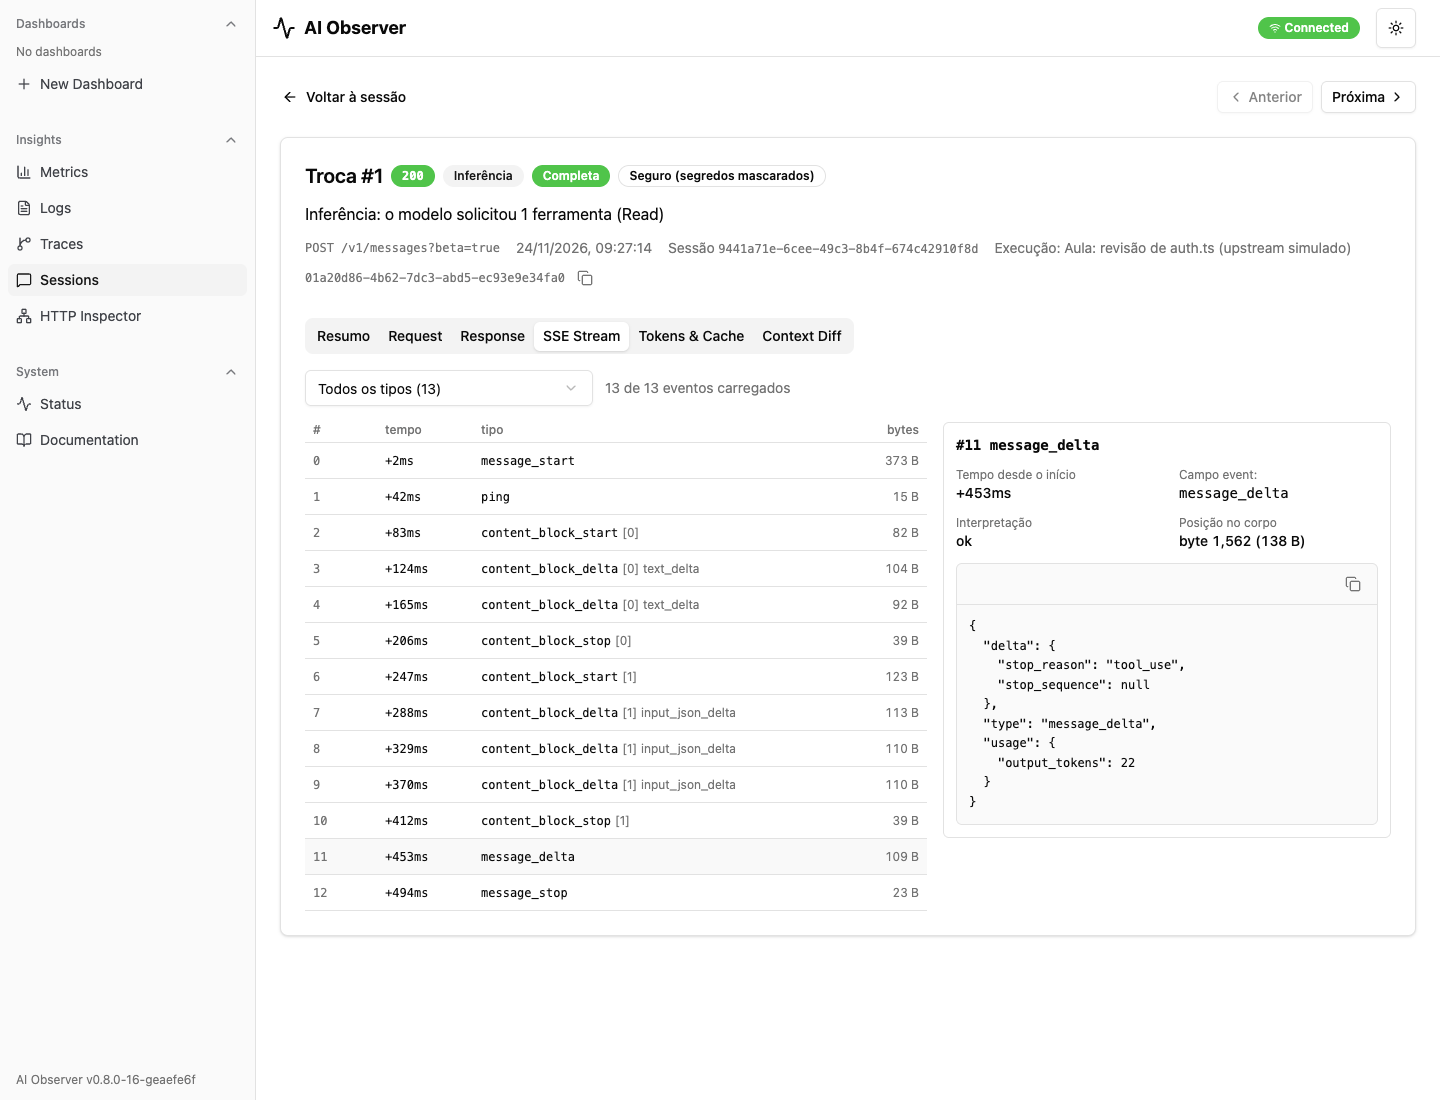 Dashboards
No dashboards
New Dashboard
Insights
Metrics
Logs
Traces
Sessions
HTTP Inspector
System
Status
Documentation
AI Observer v0.8.0-16-geaefe6f
AI Observer
Connected
Voltar à sessão
Anterior
Próxima
Troca #1 200 Inferência Completa Seguro (segredos mascarados)
Inferência: o modelo solicitou 1 ferramenta (Read)
POST /v1/messages?beta=true 24/11/2026, 09:27:14 Sessão 9441a71e-6cee-49c3-8b4f-674c42910f8d Execução: Aula: revisão de auth.ts (upstream simulado)
01a20d86-4b62-7dc3-abd5-ec93e9e34fa0
Resumo Request Response SSE Stream Tokens & Cache Context Diff
Todos os tipos (13) 13 de 13 eventos carregados
# tempo tipo bytes
0 +2ms message_start 373 B
1 +42ms ping 15 B
2 +83ms content_block_start [0] 82 B
3 +124ms content_block_delta [0] text_delta 104 B
4 +165ms content_block_delta [0] text_delta 92 B
5 +206ms content_block_stop [0] 39 B
6 +247ms content_block_start [1] 123 B
7 +288ms content_block_delta [1] input_json_delta 113 B
8 +329ms content_block_delta [1] input_json_delta 110 B
9 +370ms content_block_delta [1] input_json_delta 110 B
10 +412ms content_block_stop [1] 39 B
11 +453ms message_delta 109 B
12 +494ms message_stop 23 B
#11 message_delta
Tempo desde o início Campo event:
+453ms message_delta
Interpretação Posição no corpo
ok byte 1,562 (138 B)
{
  "delta": {
    "stop_reason": "tool_use",
    "stop_sequence": null
  },
  "type": "message_delta",
  "usage": {
    "output_tokens": 22
  }
}